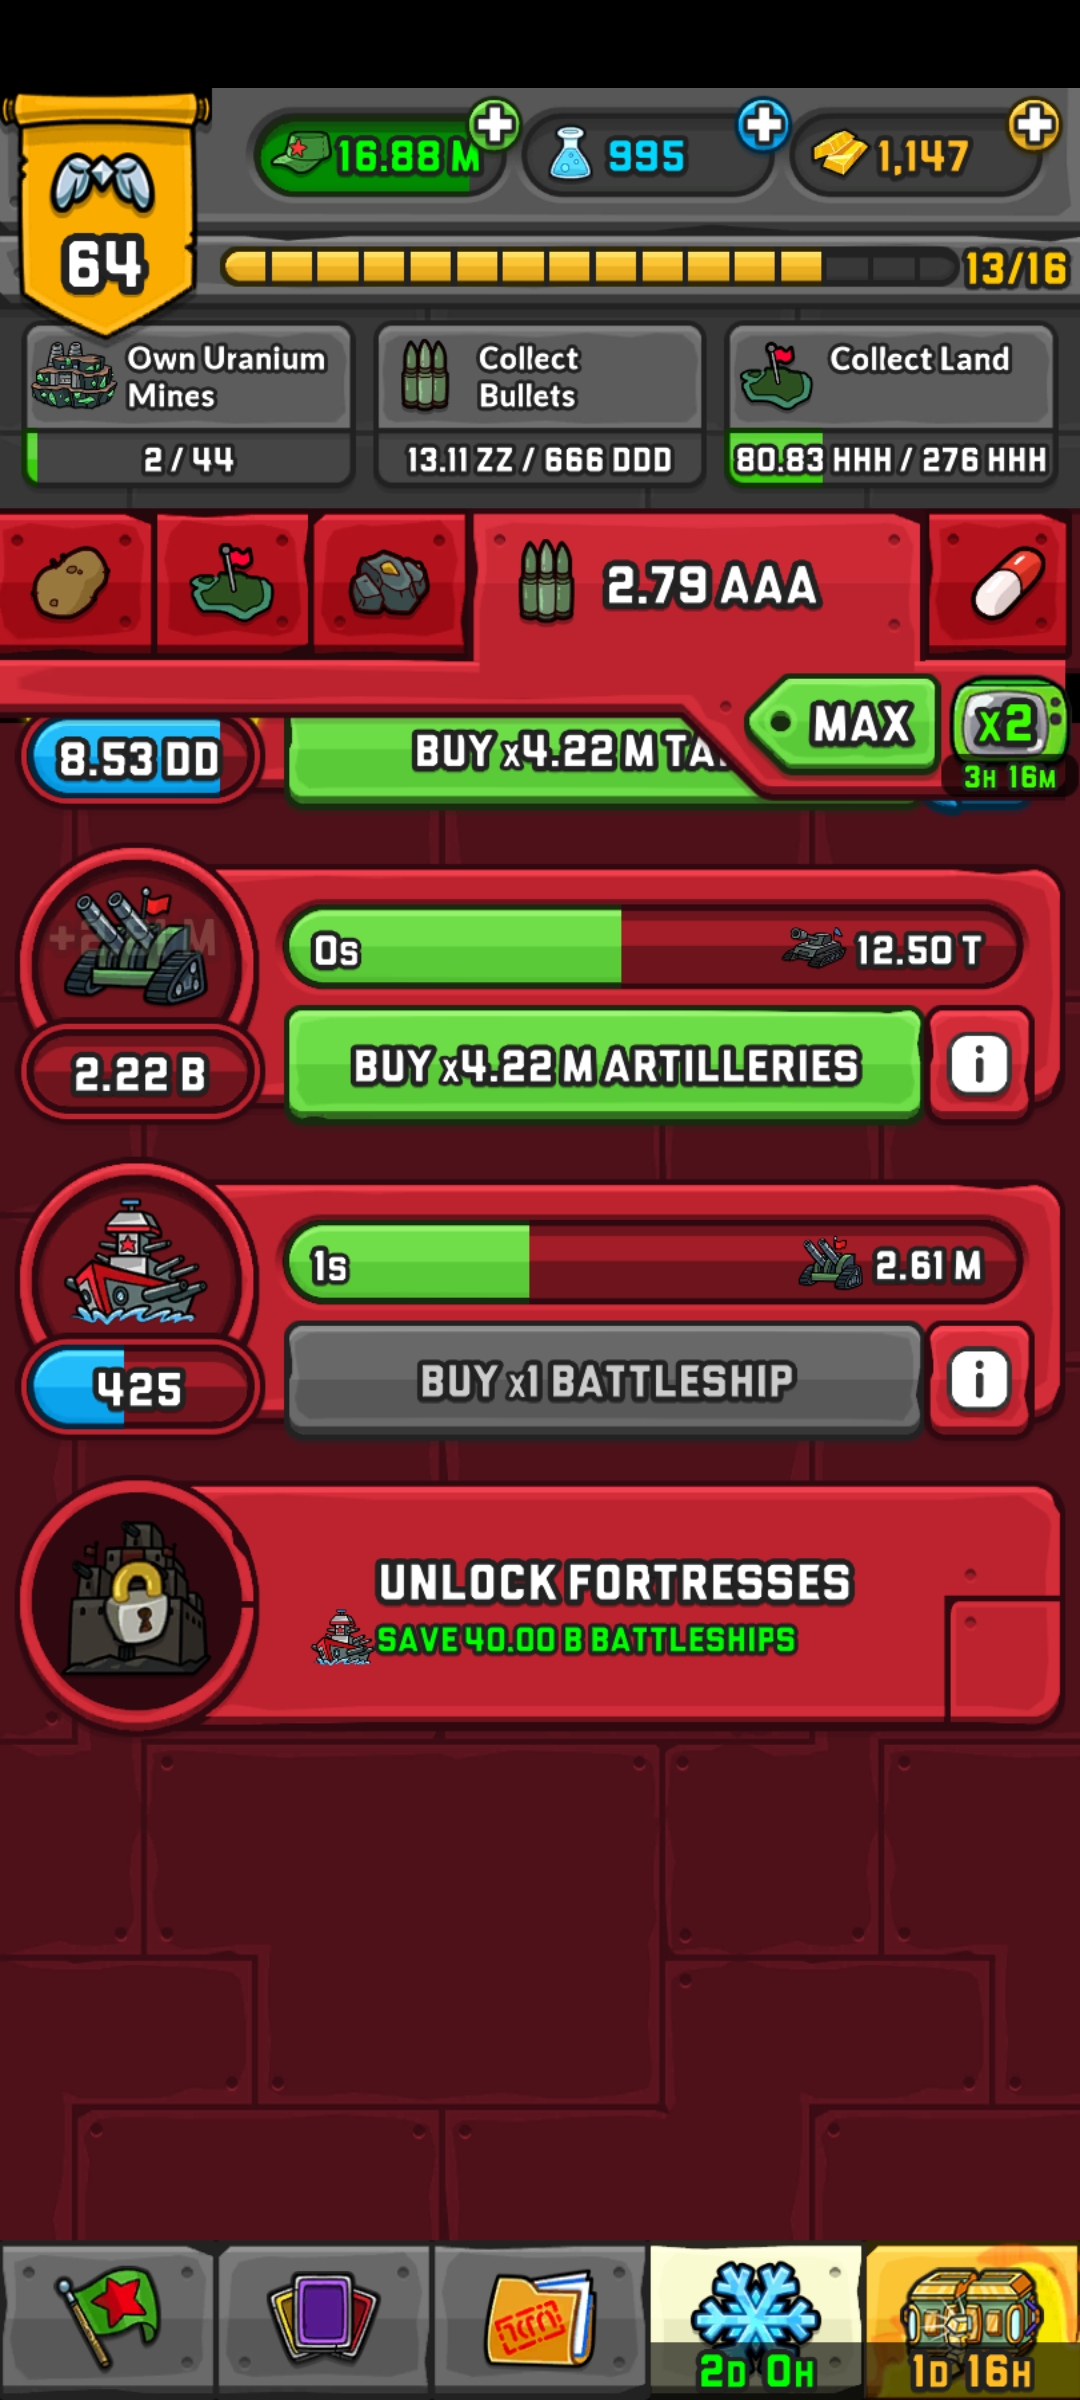 16.88 M
995
1,147
64
13/16
Own Uranium
Mines
2 / 44
Collect
Bullets
13.11 ZZ / 666 DDD
Collect Land
80.83 HHH / 276 HHH
2.79 AAA
MAX
x2
3H 16M
8.53 DD
BUY x4.22 M TA
0s
12.50 T
2.22 B
BUY x4.22 M ARTILLERIES
i
1s
2.61 M
425
BUY x1 BATTLESHIP
i
UNLOCK FORTRESSES
SAVE 40.00 B BATTLESHIPS
2D 0H
1D 16H